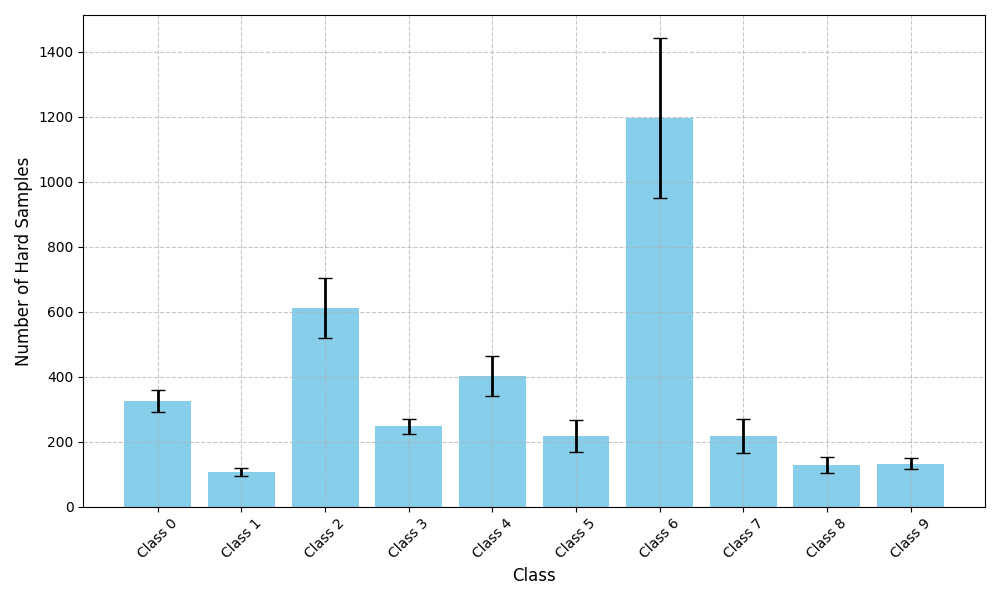 1400
1200
1000
800
600
400
200
0
Number of Hard Samples
Class 0
Class 1
Class 2
Class 3
Class 4
Class 5
Class 6
Class 7
Class 8
Class 9
Class